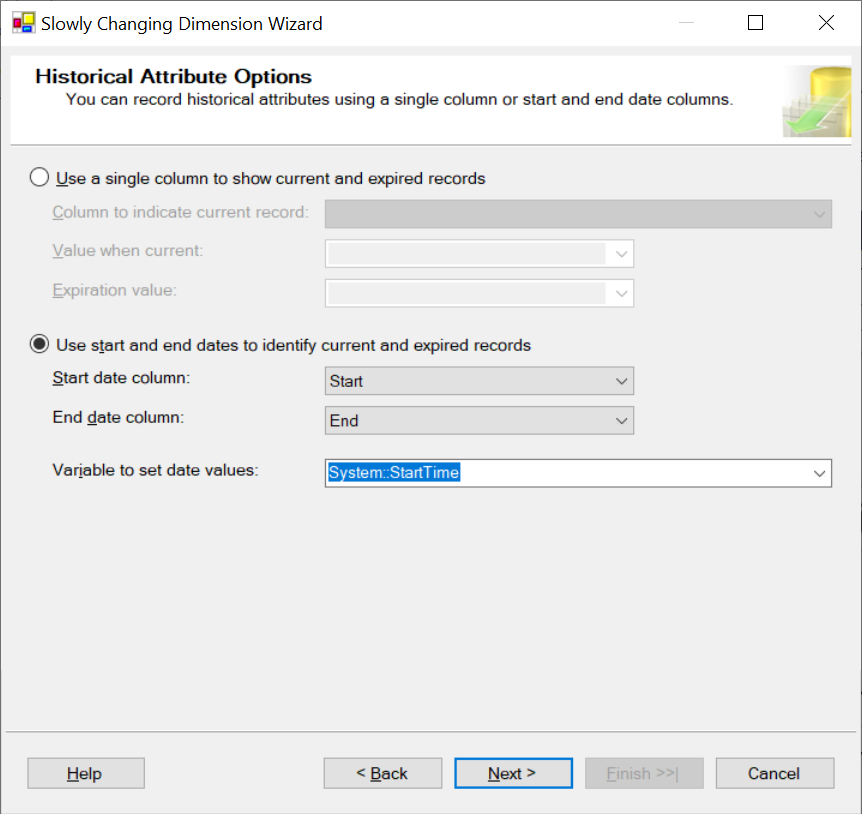 Slowly Changing Dimension Wizard
Historical Attribute Options
You can record historical attributes using a single column or start and end date columns.
Use a single column to show current and expired records
Column to indicate current record:
Value when current:
Expiration value:
Use start and end dates to identify current and expired records
Start date column: Start
End date column: End
Variable to set date values: System::StartTime
Help < Back Next > Finish >>| Cancel